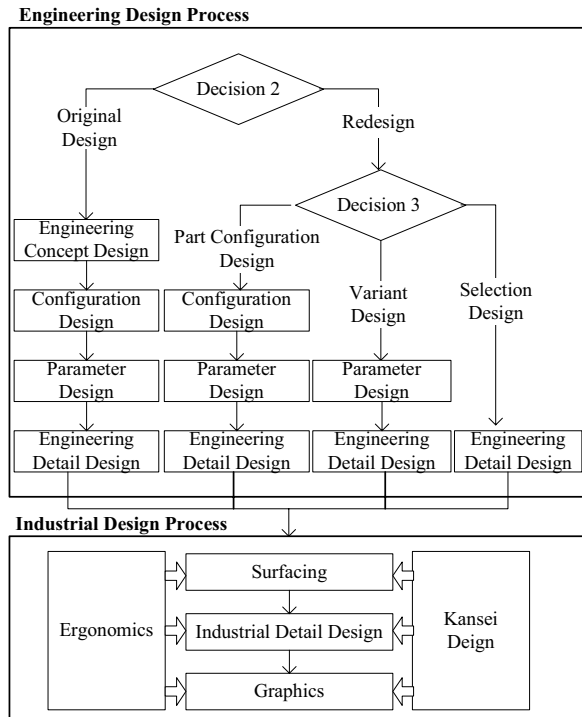 Engineering Design Process
Decision 2
Original
Design
Redesign
Decision 3
Engineering
Concept Design
Part Configuration
Design
Variant
Design
Selection
Design
Configuration
Design
Configuration
Design
Parameter
Design
Parameter
Design
Parameter
Design
Engineering
Detail Design
Engineering
Detail Design
Engineering
Detail Design
Engineering
Detail Design
Industrial Design Process
Ergonomics
Surfacing
Industrial Detail Design
Graphics
Kansei
Deign